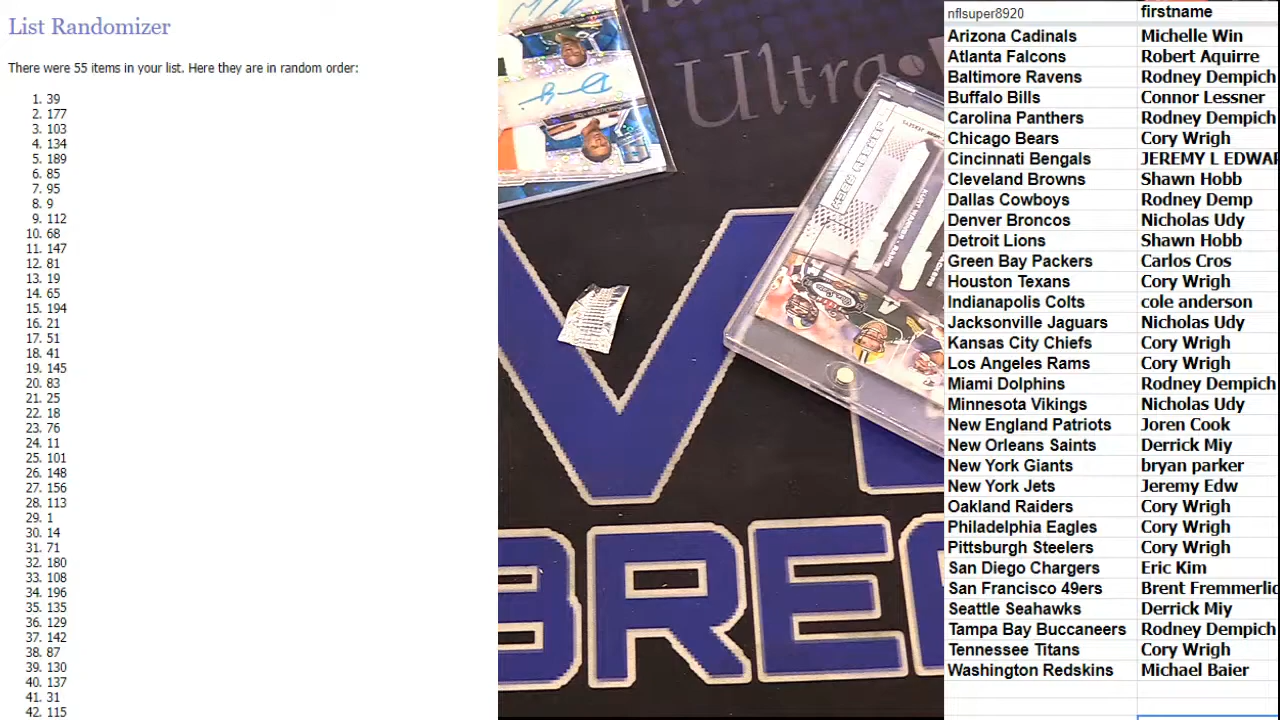 List Randomizer
There were 55 items in your list. Here they are in random order:
1. 39
2. 177
3. 103
4. 134
5. 189
6. 85
7. 95
8. 9
9. 112
10. 68
11. 147
12. 81
13. 19
14. 65
15. 194
16. 21
17. 51
18. 41
19. 145
20. 83
21. 25
22. 18
23. 76
24. 11
25. 101
26. 148
27. 156
28. 113
29. 1
30. 14
31. 71
32. 180
33. 108
34. 196
35. 135
36. 129
37. 142
38. 87
39. 130
40. 137
41. 31
42. 115
Ultra
V
BRE
nflsuper8920 firstname
Arizona Cadinals Michelle Win
Atlanta Falcons Robert Aquirre
Baltimore Ravens Rodney Dempich
Buffalo Bills Connor Lessner
Carolina Panthers Rodney Dempich
Chicago Bears Cory Wrigh
Cincinnati Bengals JEREMY L EDWAR
Cleveland Browns Shawn Hobb
Dallas Cowboys Rodney Demp
Denver Broncos Nicholas Udy
Detroit Lions Shawn Hobb
Green Bay Packers Carlos Cros
Houston Texans Cory Wrigh
Indianapolis Colts cole anderson
Jacksonville Jaguars Nicholas Udy
Kansas City Chiefs Cory Wrigh
Los Angeles Rams Cory Wrigh
Miami Dolphins Rodney Dempich
Minnesota Vikings Nicholas Udy
New England Patriots Joren Cook
New Orleans Saints Derrick Miy
New York Giants bryan parker
New York Jets Jeremy Edw
Oakland Raiders Cory Wrigh
Philadelphia Eagles Cory Wrigh
Pittsburgh Steelers Cory Wrigh
San Diego Chargers Eric Kim
San Francisco 49ers Brent Fremmerlic
Seattle Seahawks Derrick Miy
Tampa Bay Buccaneers Rodney Dempich
Tennessee Titans Cory Wrigh
Washington Redskins Michael Baier